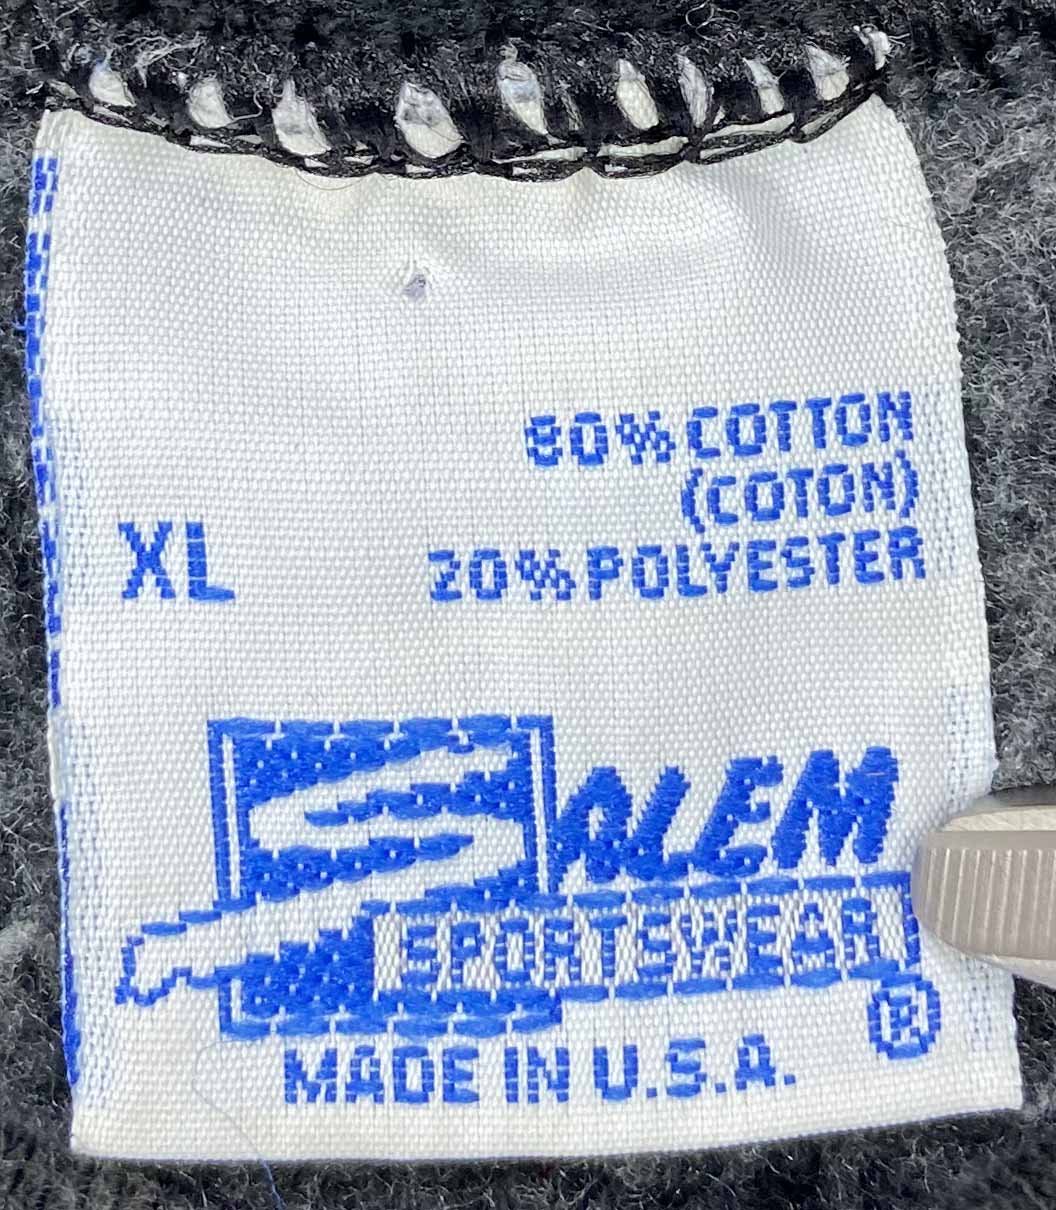 80% COTTON
(COTON)
XL 20% POLYESTER
SALEM
SPORTSWEAR
®
MADE IN U.S.A.